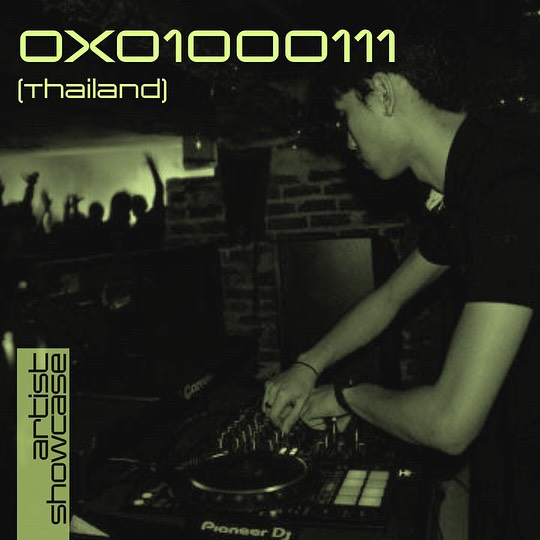 0X01000111
(Thailand)
artist
showcase
Pioneer Dj